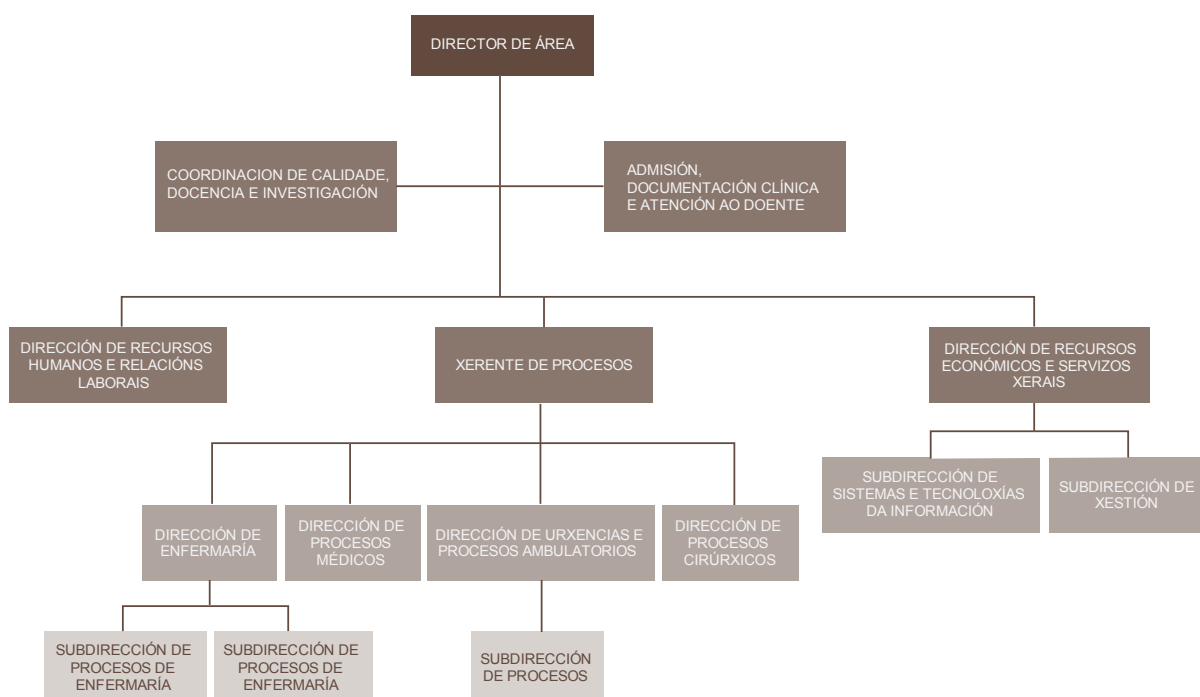 DIRECTOR DE ÁREA
COORDINACION DE CALIDADE,
DOCENCIA E INVESTIGACIÓN
ADMISIÓN,
DOCUMENTACIÓN CLÍNICA
E ATENCIÓN AO DOENTE
DIRECCIÓN DE RECURSOS
HUMANOS E RELACIÓNS
LABORAIS
XERENTE DE PROCESOS
DIRECCIÓN DE RECURSOS
ECONÓMICOS E SERVIZOS
XERAIS
SUBDIRECCIÓN DE
SISTEMAS E TECNOLOXÍAS
DA INFORMACIÓN
SUBDIRECCIÓN DE
XESTIÓN
DIRECCIÓN DE
ENFERMARÍA
DIRECCIÓN DE
PROCESOS
MÉDICOS
DIRECCIÓN DE URXENCIAS E
PROCESOS AMBULATORIOS
DIRECCIÓN DE
PROCESOS
CIRÚRXICOS
SUBDIRECCIÓN DE
PROCESOS DE
ENFERMARÍA
SUBDIRECCIÓN DE
PROCESOS DE
ENFERMARÍA
SUBDIRECCIÓN
DE PROCESOS